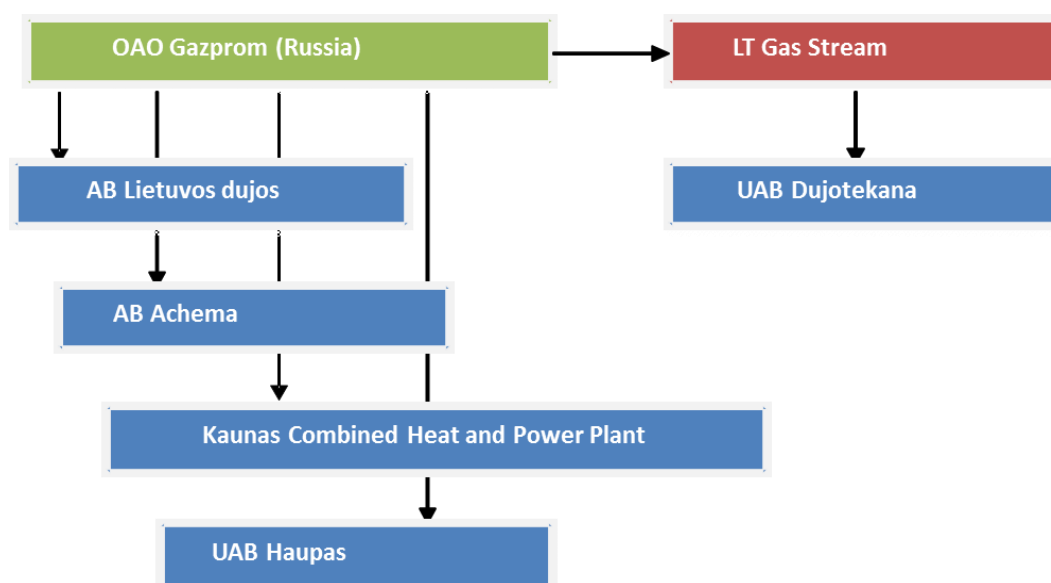 OAO Gazprom (Russia)
LT Gas Stream
AB Lietuvos dujos
UAB Dujotekana
AB Achema
Kaunas Combined Heat and Power Plant
UAB Haupas